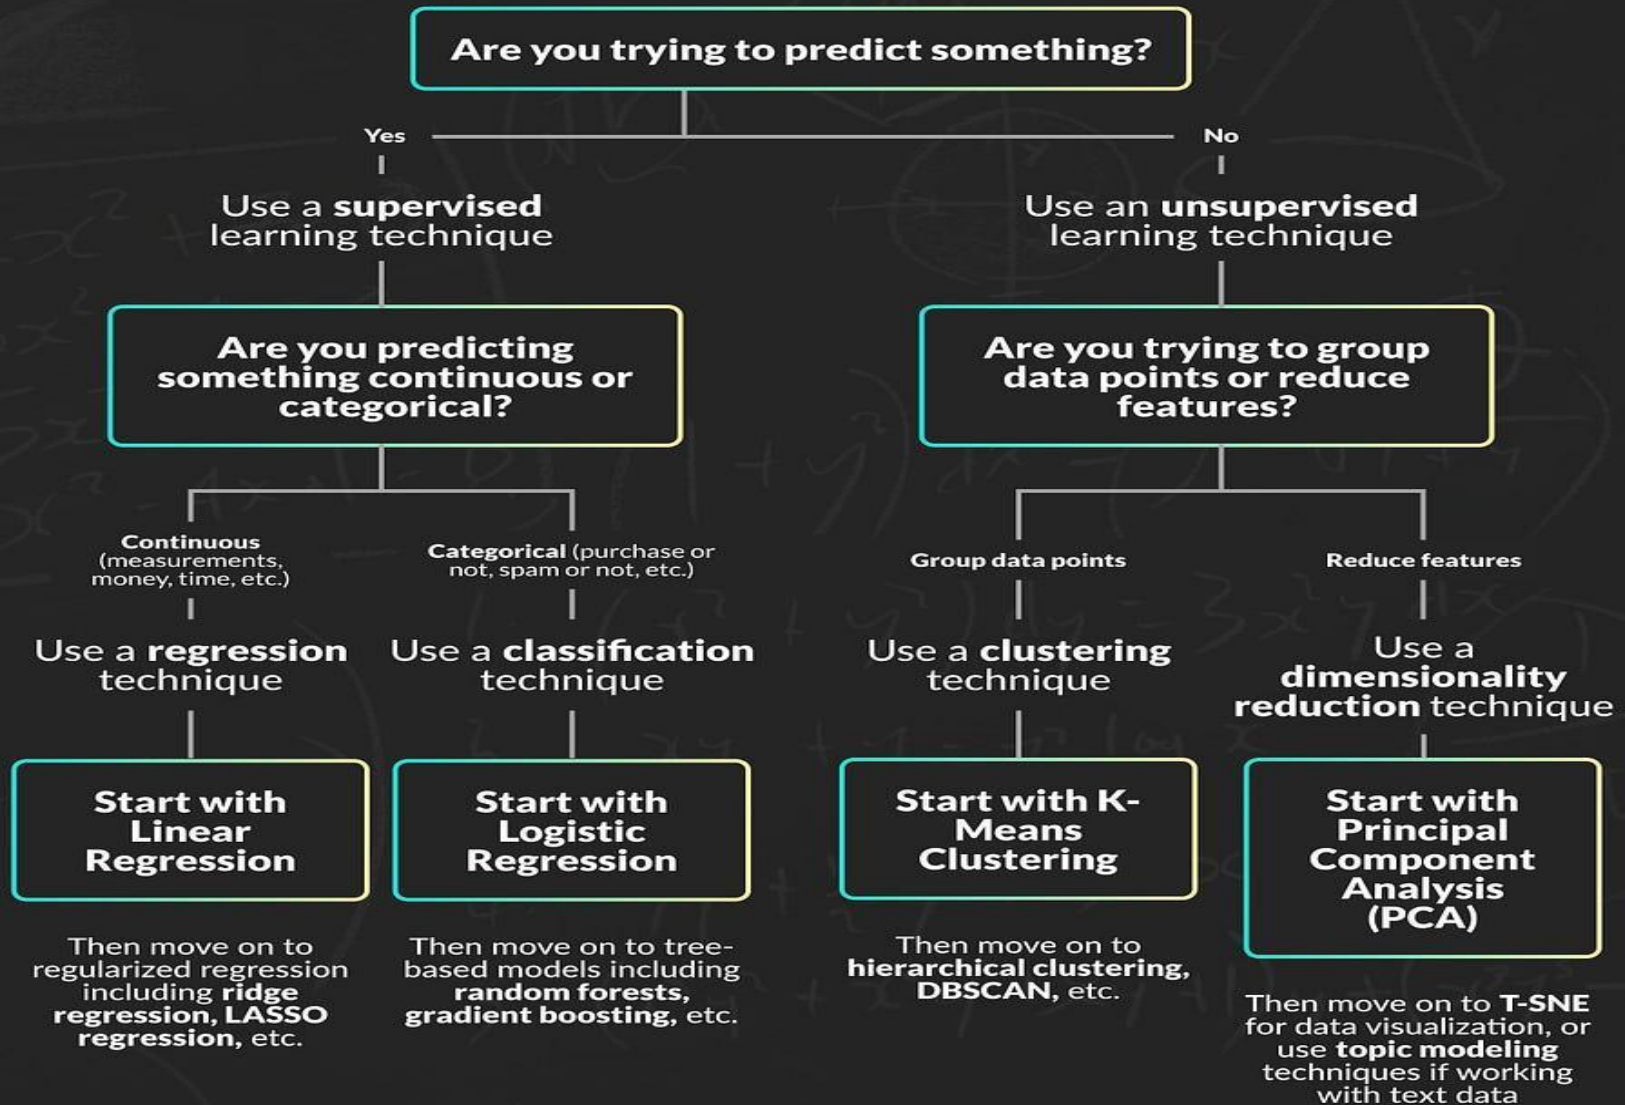 Are you trying to predict something?
Yes
No
Use a supervised
learning technique
Use an unsupervised
learning technique
Are you predicting
something continuous or
categorical?
Are you trying to group
data points or reduce
features?
Continuous
(measurements,
money, time, etc.)
Categorical (purchase or
not, spam or not, etc.)
Group data points
Reduce features
Use a regression
technique
Use a classification
technique
Use a clustering
technique
Use a
dimensionality
reduction technique
Start with
Linear
Regression
Start with
Logistic
Regression
Start with K-
Means
Clustering
Start with
Principal
Component
Analysis
(PCA)
Then move on to
regularized regression
including ridge
regression, LASSO
regression, etc.
Then move on to tree-
based models including
random forests,
gradient boosting, etc.
Then move on to
hierarchical clustering,
DBSCAN, etc.
Then move on to T-SNE
for data visualization, or
use topic modeling
techniques if working
with text data